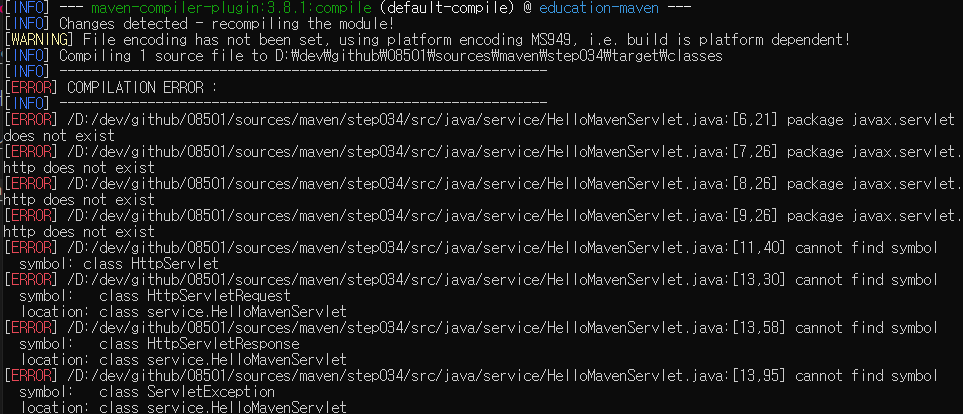 [INFO] --- maven-compiler-plugin:3.8.1:compile (default-compile) @ education-maven ---
[INFO] Changes detected - recompiling the module!
[WARNING] File encoding has not been set, using platform encoding MS949, i.e. build is platform dependent!
[INFO] Compiling 1 source file to D:₩dev₩github₩08501₩sources₩maven₩step034₩target₩classes
[INFO] -------------------------------------------------------------
[ERROR] COMPILATION ERROR :
[INFO] -------------------------------------------------------------
[ERROR] /D:/dev/github/08501/sources/maven/step034/src/java/service/HelloMavenServlet.java:[6,21] package javax.servlet
does not exist
[ERROR] /D:/dev/github/08501/sources/maven/step034/src/java/service/HelloMavenServlet.java:[7,26] package javax.servlet.
http does not exist
[ERROR] /D:/dev/github/08501/sources/maven/step034/src/java/service/HelloMavenServlet.java:[8,26] package javax.servlet.
http does not exist
[ERROR] /D:/dev/github/08501/sources/maven/step034/src/java/service/HelloMavenServlet.java:[9,26] package javax.servlet.
http does not exist
[ERROR] /D:/dev/github/08501/sources/maven/step034/src/java/service/HelloMavenServlet.java:[11,40] cannot find symbol
symbol: class HttpServlet
[ERROR] /D:/dev/github/08501/sources/maven/step034/src/java/service/HelloMavenServlet.java:[13,30] cannot find symbol
symbol:   class HttpServletRequest
location: class service.HelloMavenServlet
[ERROR] /D:/dev/github/08501/sources/maven/step034/src/java/service/HelloMavenServlet.java:[13,58] cannot find symbol
symbol:   class HttpServletResponse
location: class service.HelloMavenServlet
[ERROR] /D:/dev/github/08501/sources/maven/step034/src/java/service/HelloMavenServlet.java:[13,95] cannot find symbol
symbol:   class ServletException
location: class service.HelloMavenServlet